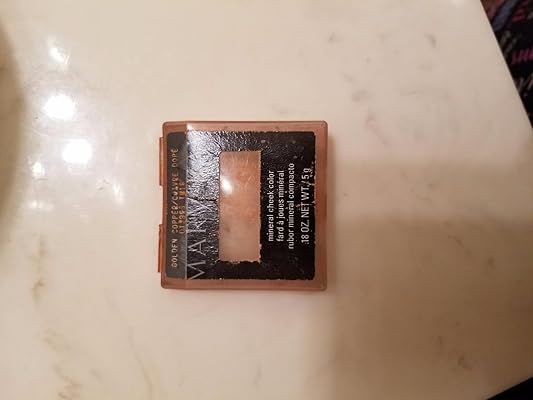 GOLDEN COPPER/CUIVRE DORÉ
MARY
mineral cheek color
fard à joues minéral
rubor mineral compacto
.18 OZ. NET WT./5 g